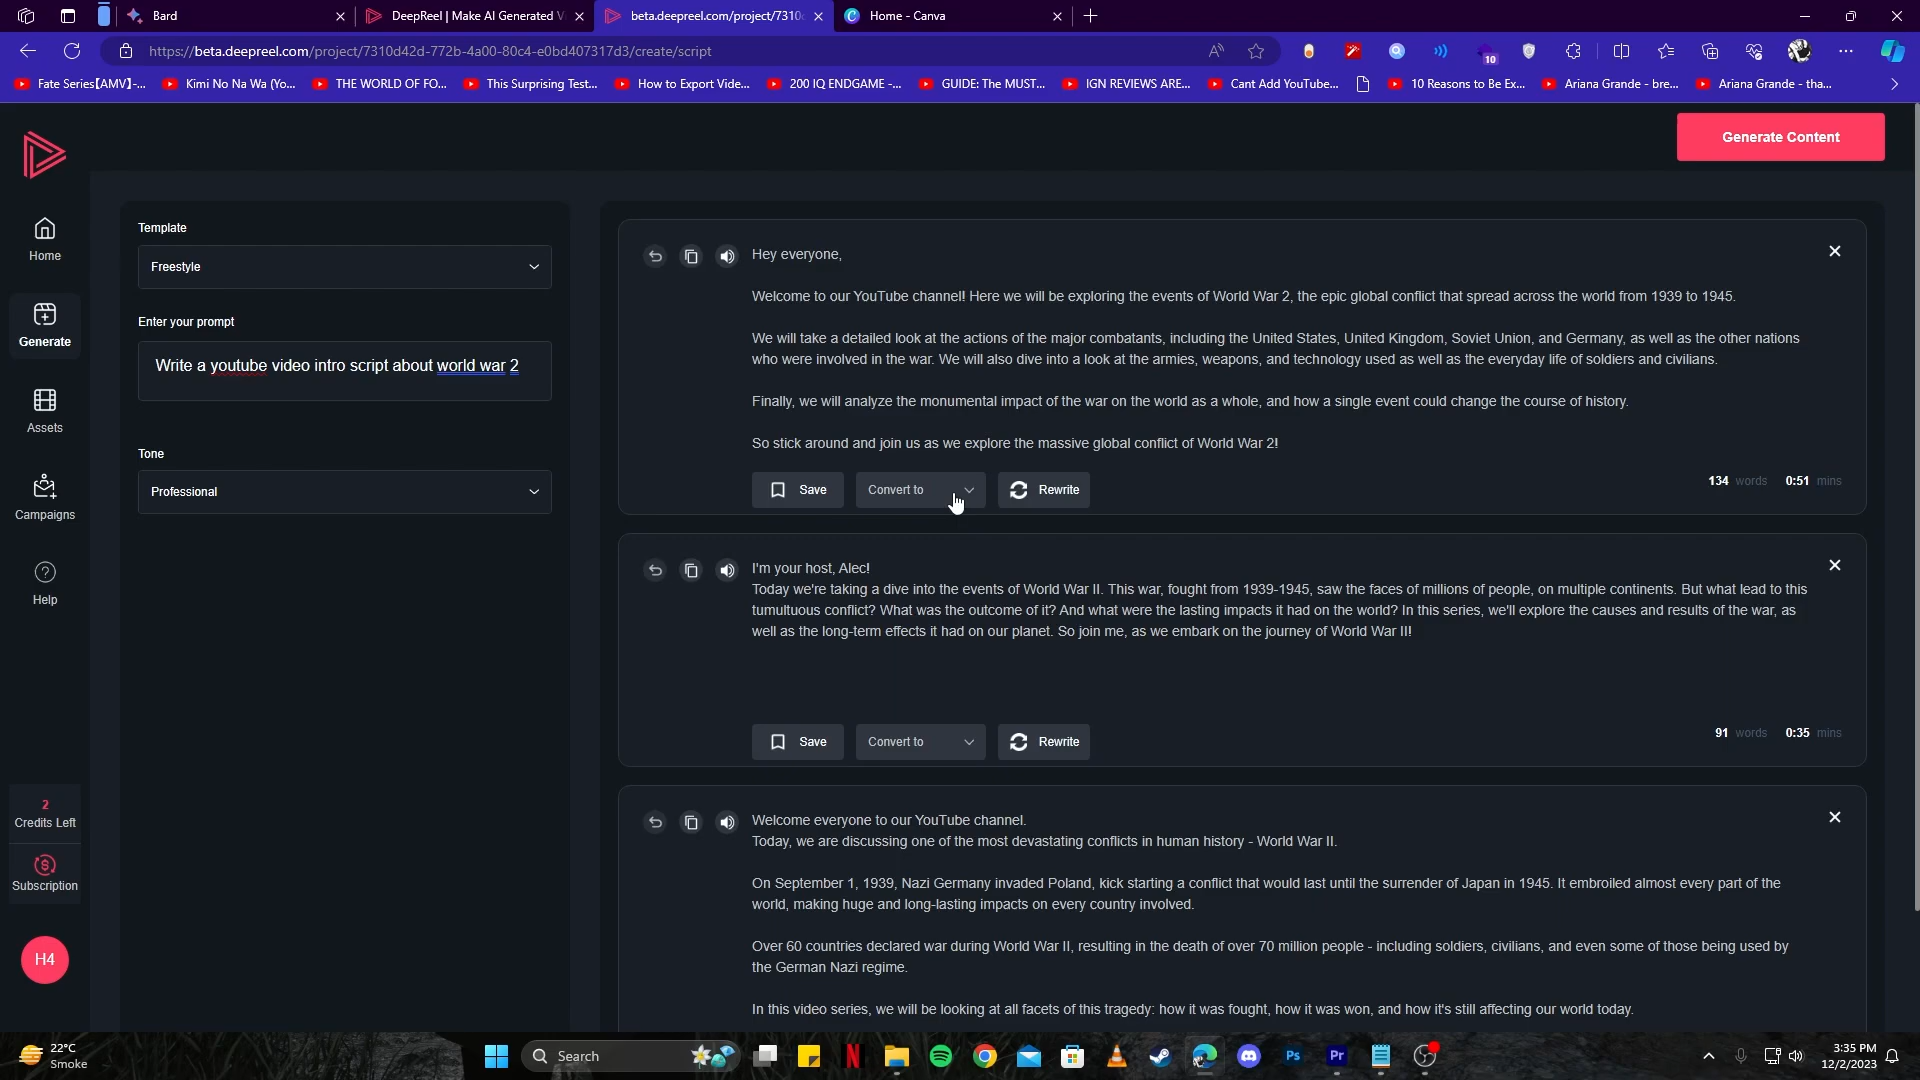 Bard
DeepReel | Make AI Generated V
beta.deepreel.com/project/7310
Home - Canva
https://beta.deepreel.com/project/7310d42d-772b-4a00-80c4-e0bd407317d3/create/script
10
Fate Series【AMV】-...
Kimi No Na Wa (Yo...
THE WORLD OF FO...
This Surprising Test...
How to Export Vide...
200 IQ ENDGAME -...
GUIDE: The MUST...
IGN REVIEWS ARE...
Cant Add YouTube...
10 Reasons to Be Ex...
Ariana Grande - bre...
Ariana Grande - tha...
Generate Content
Home
Generate
Assets
Campaigns
Help
2
Credits Left
Subscription
H4
Template
Freestyle
Enter your prompt
Write a youtube video intro script about world war 2
Tone
Professional
Hey everyone,
Welcome to our YouTube channel! Here we will be exploring the events of World War 2, the epic global conflict that spread across the world from 1939 to 1945.
We will take a detailed look at the actions of the major combatants, including the United States, United Kingdom, Soviet Union, and Germany, as well as the other nations
who were involved in the war. We will also dive into a look at the armies, weapons, and technology used as well as the everyday life of soldiers and civilians.
Finally, we will analyze the monumental impact of the war on the world as a whole, and how a single event could change the course of history.
So stick around and join us as we explore the massive global conflict of World War 2!
Save
Convert to
Rewrite
134 words 0:51 mins
I'm your host, Alec!
Today we're taking a dive into the events of World War II. This war, fought from 1939-1945, saw the faces of millions of people, on multiple continents. But what lead to this
tumultuous conflict? What was the outcome of it? And what were the lasting impacts it had on the world? In this series, we'll explore the causes and results of the war, as
well as the long-term effects it had on our planet. So join me, as we embark on the journey of World War II!
Save
Convert to
Rewrite
91 words 0:35 mins
Welcome everyone to our YouTube channel.
Today, we are discussing one of the most devastating conflicts in human history - World War II.
On September 1, 1939, Nazi Germany invaded Poland, kick starting a conflict that would last until the surrender of Japan in 1945. It embroiled almost every part of the
world, making huge and long-lasting impacts on every country involved.
Over 60 countries declared war during World War II, resulting in the death of over 70 million people - including soldiers, civilians, and even some of those being used by
the German Nazi regime.
In this video series, we will be looking at all facets of this tragedy: how it was fought, how it was won, and how it's still affecting our world today.
22°C
Smoke
Search
Ps
Pr
3:35 PM
12/2/2023